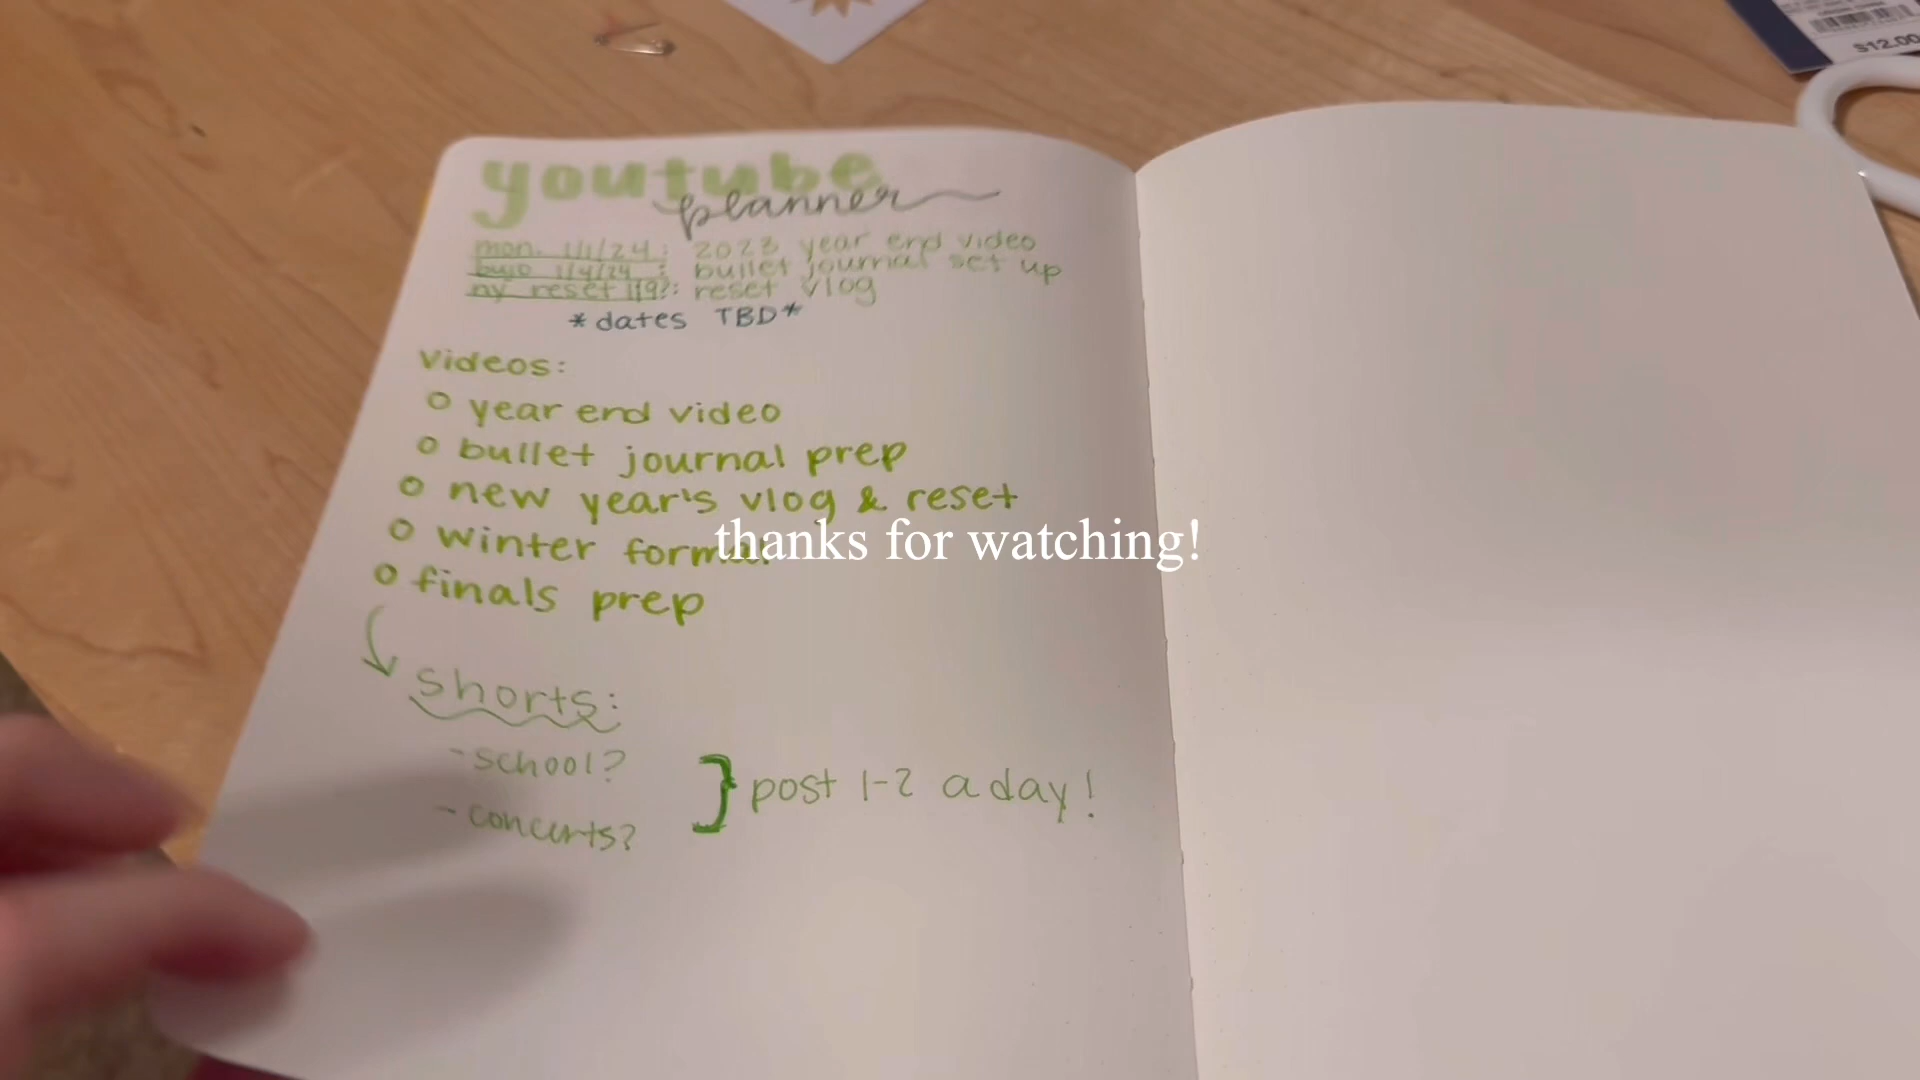 $12.00
youtube
planner
mon. 1/1/24: 2023 year end video
bujo 1/4/24: bullet journal set up
ny reset 1/9?: reset vlog
*dates TBD*
videos:
year end video
bullet journal prep
new year's vlog & reset
winter formal
finals prep
thanks for watching!
shorts:
-school?
-concerts?
} post 1-2 a day!